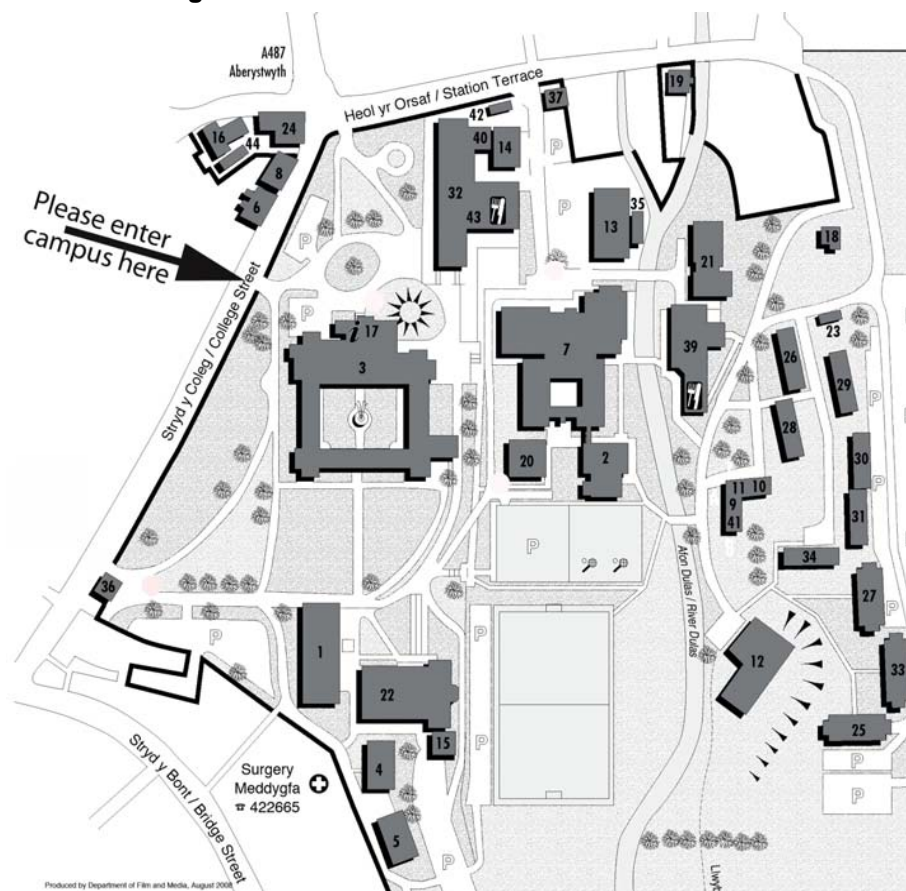 A487
Aberystwyth
Heol yr Orsaf / Station Terrace
Please enter
campus here
Stryd y Coleg / College Street
16
44
24
8
6
42
40
14
37
19
32
43
P
P
13
35
21
18
P
i
17
3
7
39
23
26
29
28
P
20
2
30
11
10
9
41
31
P
34
Afon Dulas / River Dulas
36
P
1
22
15
P
P
12
27
P
33
25
P
P
4
5
P
Surgery
Meddygfa
☎ 422665
Stryd y Bont / Bridge Street
Llwyb
Produced by Department of Film and Media, August 2008